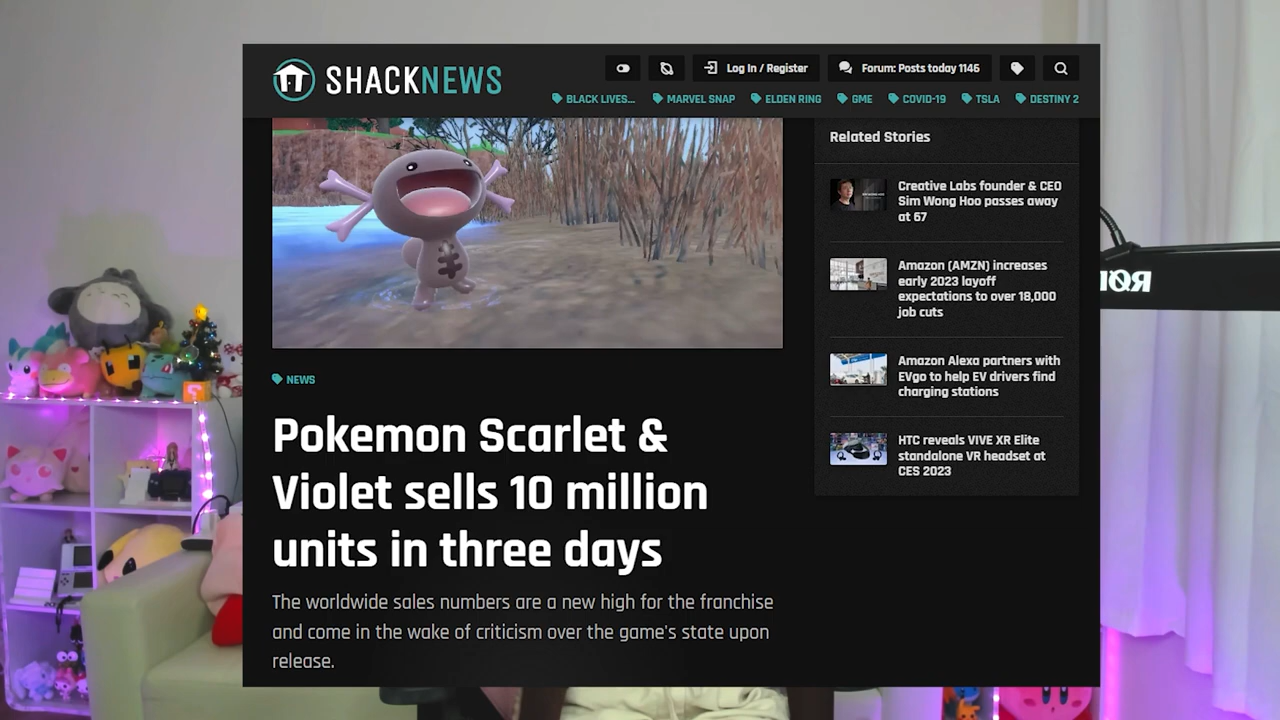 SHACKNEWS
Log In / Register
Forum: Posts today 1146
BLACK LIVES...
MARVEL SNAP
ELDEN RING
GME
COVID-19
TSLA
DESTINY 2
NEWS
Pokemon Scarlet &
Violet sells 10 million
units in three days
The worldwide sales numbers are a new high for the franchise
and come in the wake of criticism over the game's state upon
release.
Related Stories
Creative Labs founder & CEO
Sim Wong Hoo passes away
at 67
Amazon (AMZN) increases
early 2023 layoff
expectations to over 18,000
job cuts
Amazon Alexa partners with
EVgo to help EV drivers find
charging stations
HTC reveals VIVE XR Elite
standalone VR headset at
CES 2023